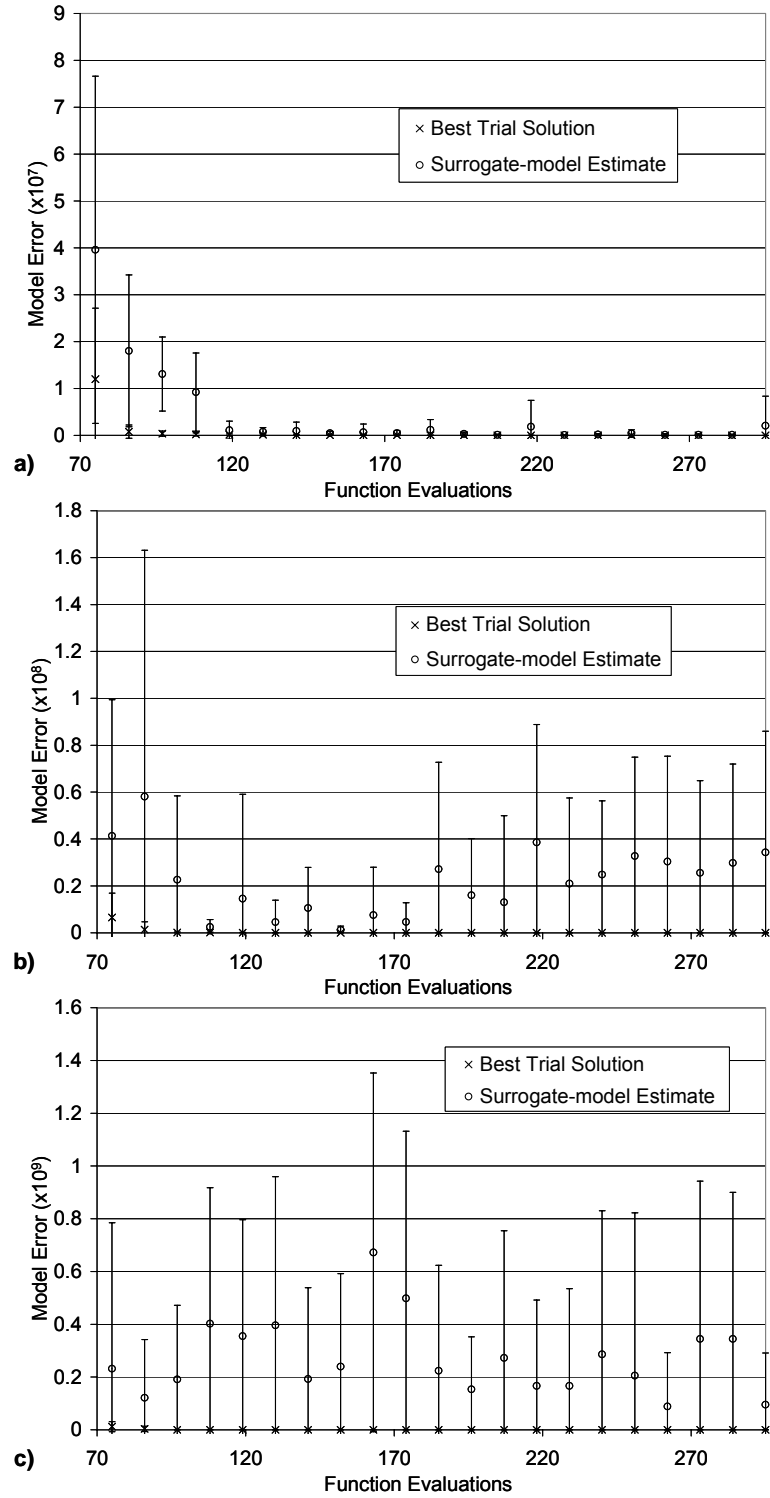 9
8
7
6
5
4
3
2
1
0
Model Error (x10⁷)
× Best Trial Solution
○ Surrogate-model Estimate
70 120 170 220 270
Function Evaluations
a)
1.8
1.6
1.4
1.2
1
0.8
0.6
0.4
0.2
0
Model Error (x10⁸)
× Best Trial Solution
○ Surrogate-model Estimate
70 120 170 220 270
Function Evaluations
b)
1.6
1.4
1.2
1
0.8
0.6
0.4
0.2
0
Model Error (x10⁹)
× Best Trial Solution
○ Surrogate-model Estimate
70 120 170 220 270
Function Evaluations
c)